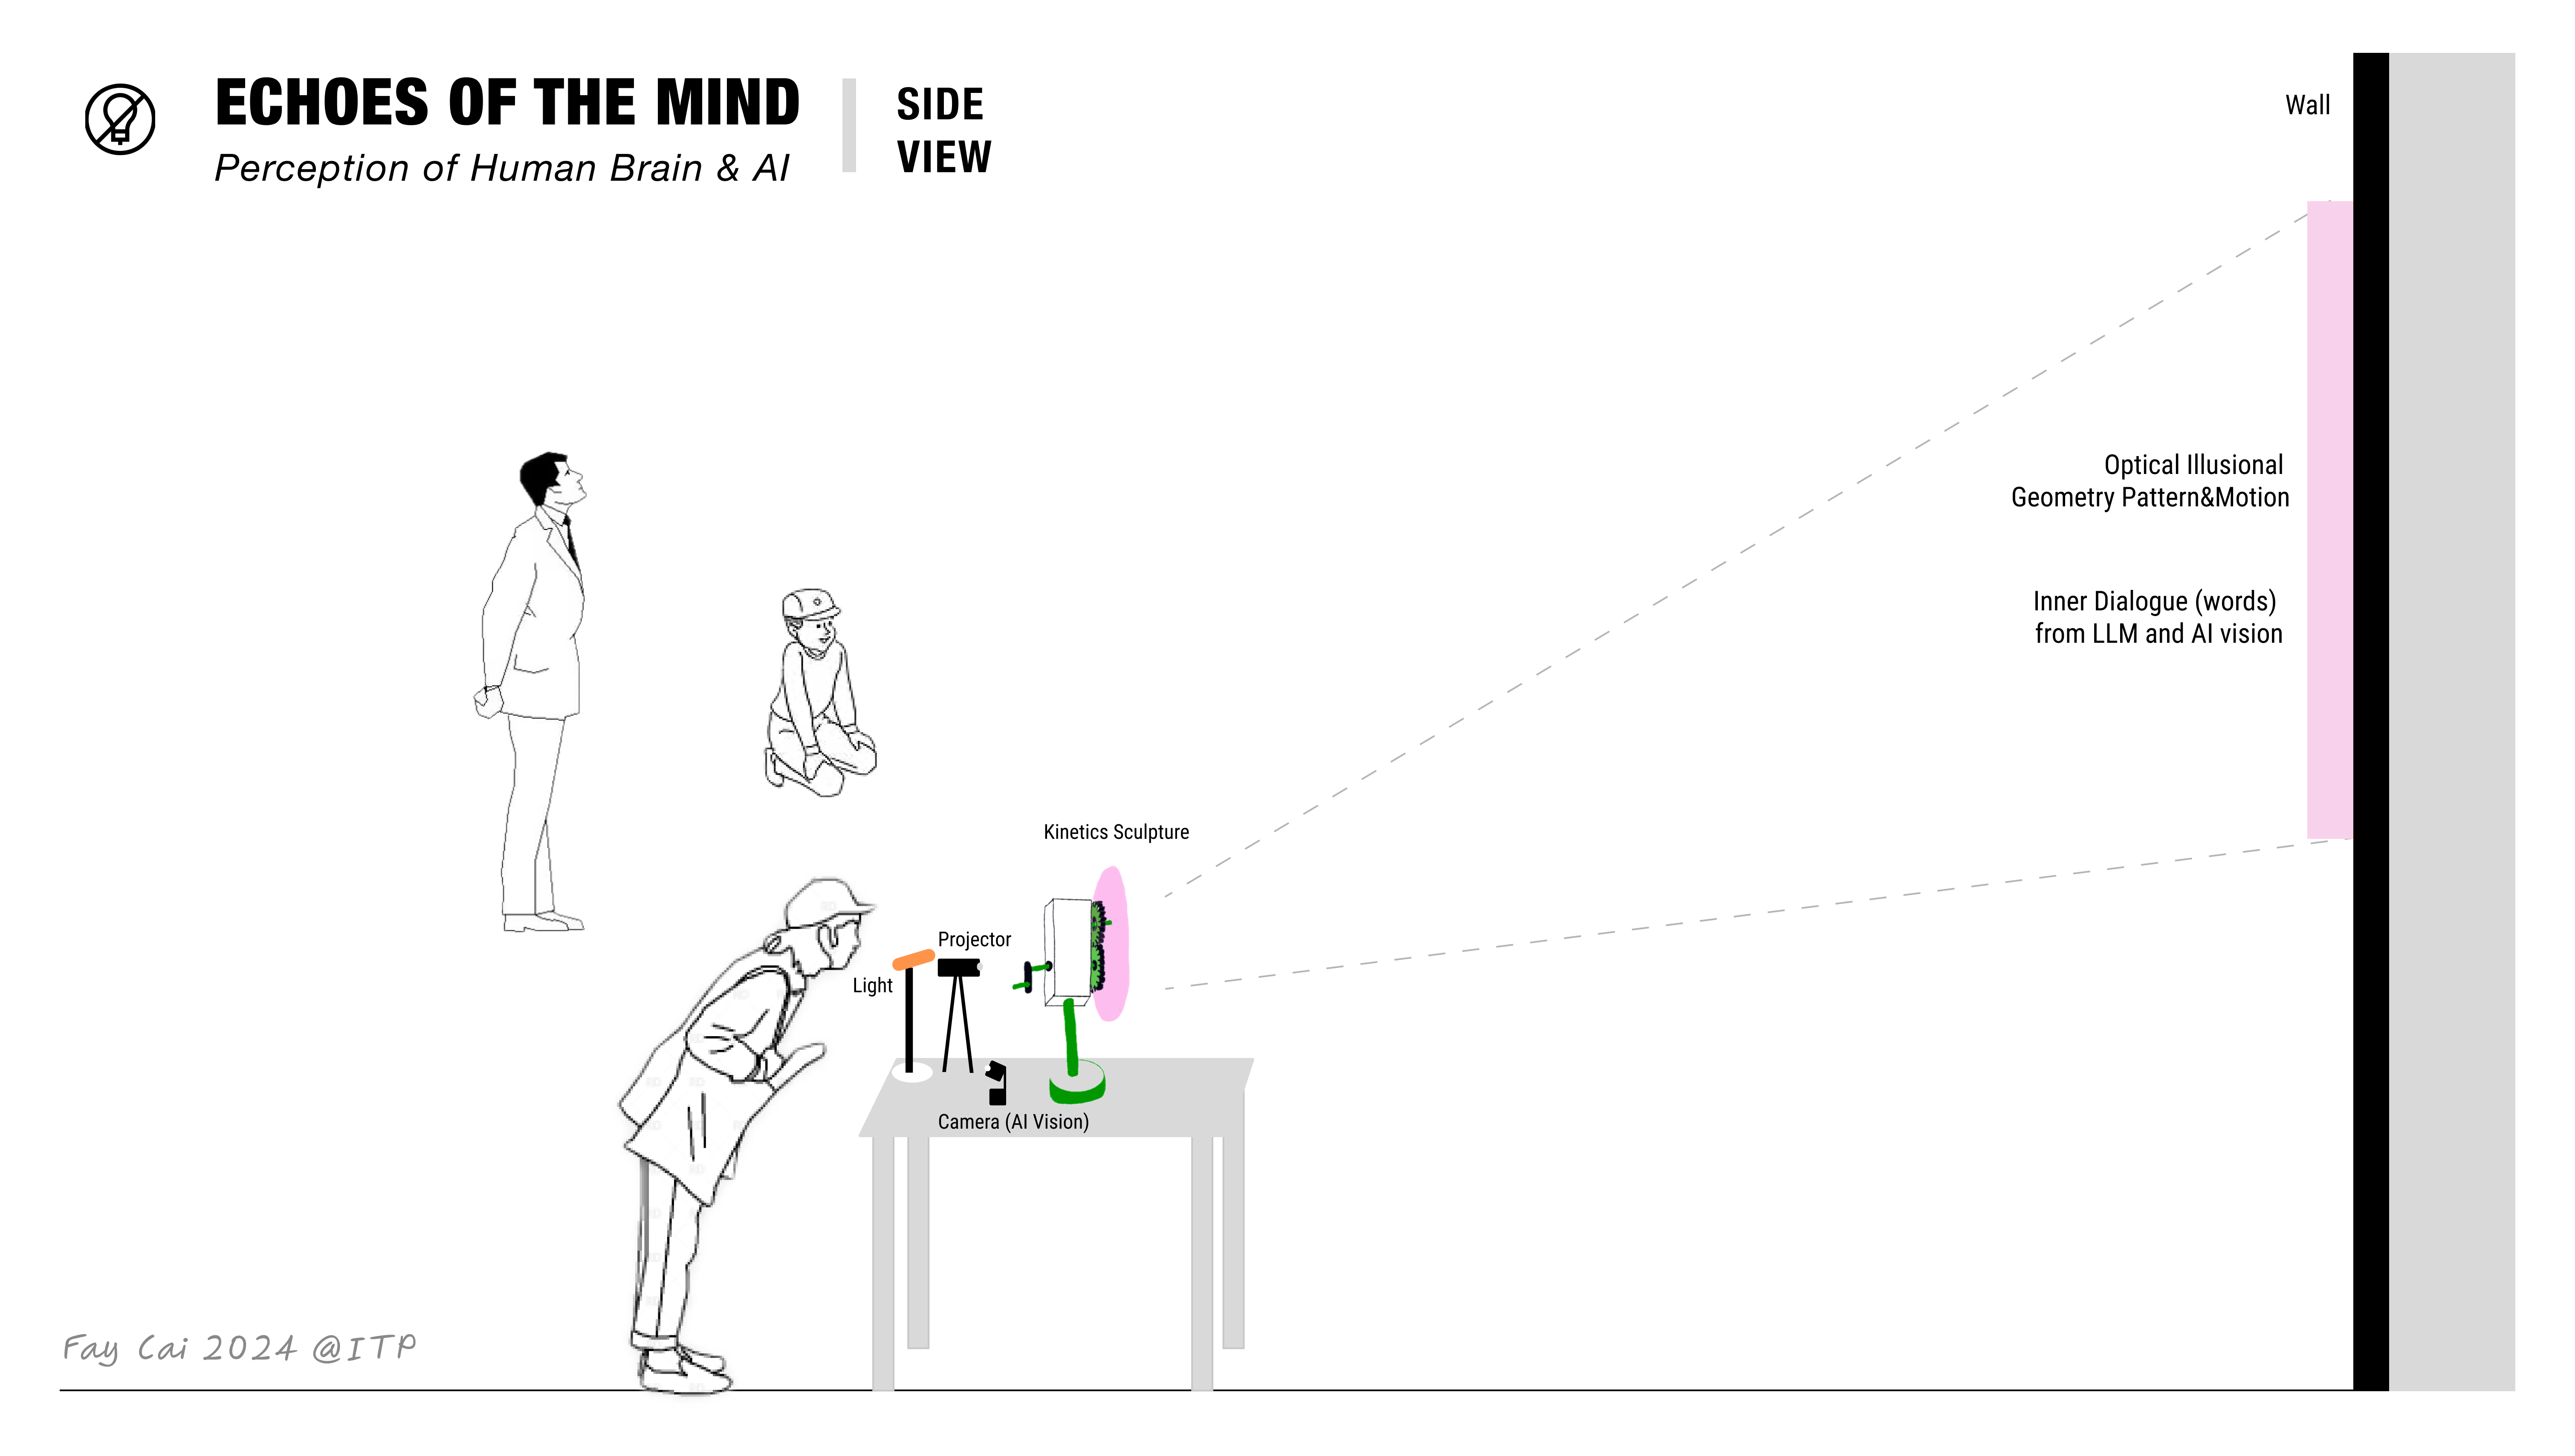 ECHOES OF THE MIND
Perception of Human Brain & AI
SIDE
VIEW
Wall
Optical Illusional
Geometry Pattern&Motion
Inner Dialogue (words)
from LLM and AI vision
Kinetics Sculpture
Projector
Light
Camera (AI Vision)
Fay Cai 2024 @ITP